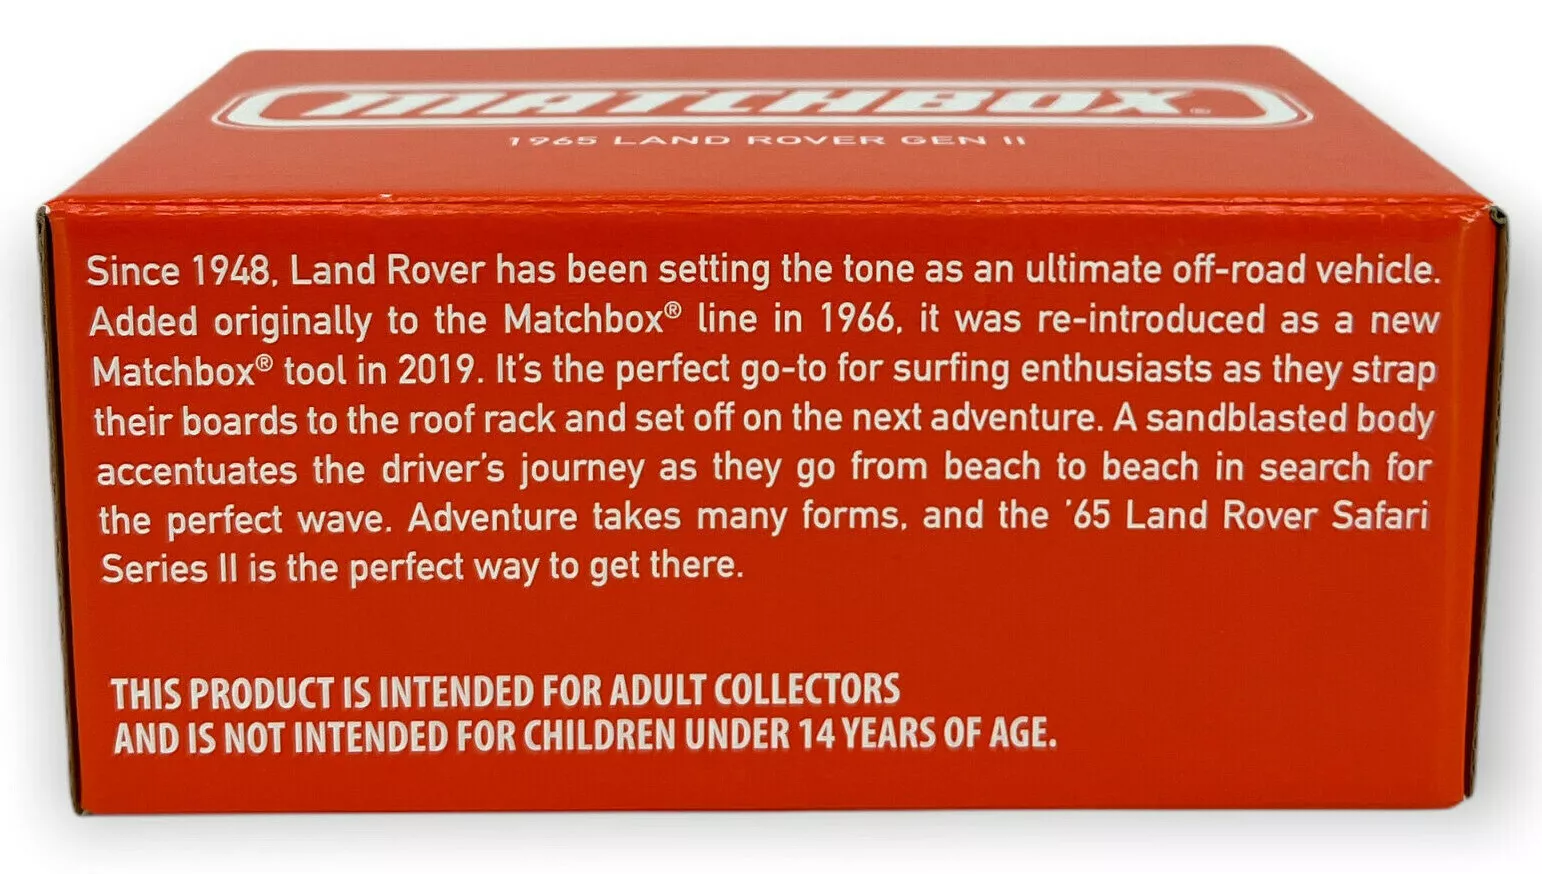 MATCHBOX®
1965 LAND ROVER GEN II
Since 1948, Land Rover has been setting the tone as an ultimate off-road vehicle.
Added originally to the Matchbox® line in 1966, it was re-introduced as a new
Matchbox® tool in 2019. It's the perfect go-to for surfing enthusiasts as they strap
their boards to the roof rack and set off on the next adventure. A sandblasted body
accentuates the driver's journey as they go from beach to beach in search for
the perfect wave. Adventure takes many forms, and the '65 Land Rover Safari
Series II is the perfect way to get there.
THIS PRODUCT IS INTENDED FOR ADULT COLLECTORS
AND IS NOT INTENDED FOR CHILDREN UNDER 14 YEARS OF AGE.